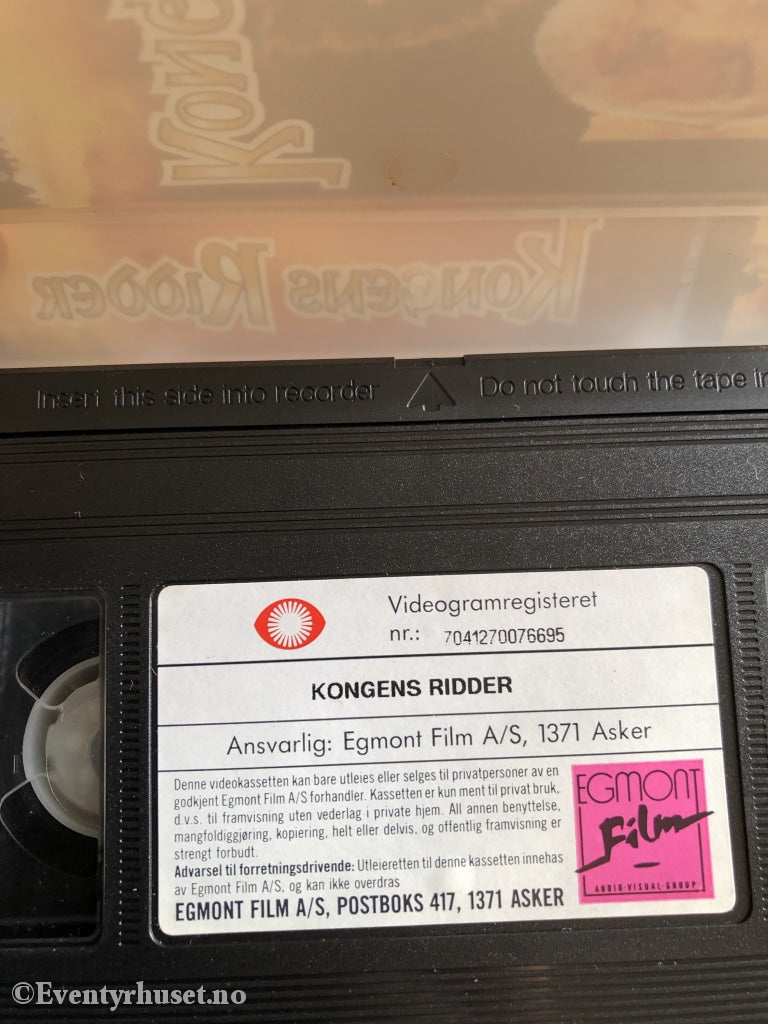 Kong
Kongens Ridder
Insert this side into recorder Do not touch the tape in
Videogramregisteret
nr.: 7041270076695
KONGENS RIDDER
Ansvarlig: Egmont Film A/S, 1371 Asker
Denne videokassetten kan bare utleies eller selges til privatpersoner av en
godkjent Egmont Film A/S forhandler. Kassetten er kun ment til privat bruk,
d.v.s. til framvisning uten vederlag i private hjem. All annen benyttelse,
mangfoldiggjøring, kopiering, helt eller delvis, og offentlig framvisning er
strengt forbudt.
Advarsel til forretningsdrivende: Utleieretten til denne kassetten innehas
av Egmont Film A/S, og kan ikke overdras
EGMONT FILM A/S, POSTBOKS 417, 1371 ASKER
EGMONT
Film
AUDIO·VISUAL·GROUP
©Eventyrhuset.no